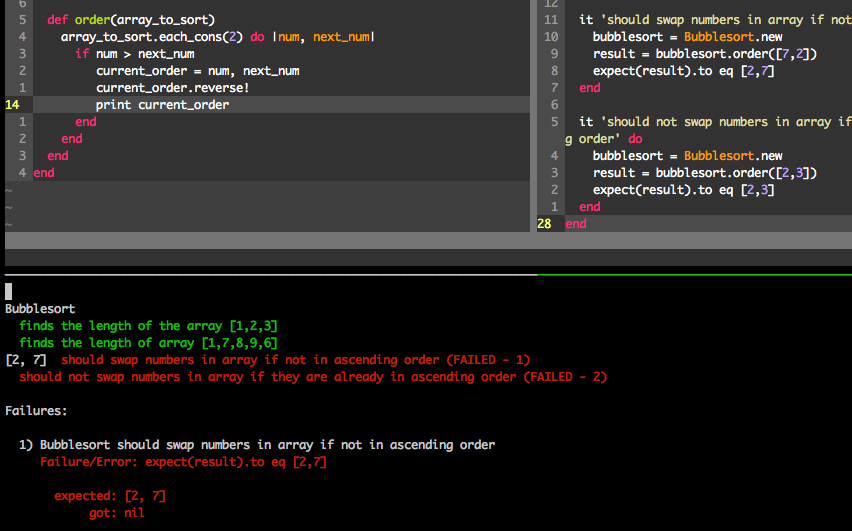 6
5 def order(array_to_sort)
4 array_to_sort.each_cons(2) do |num, next_num|
3 if num > next_num
2 current_order = num, next_num
1 current_order.reverse!
14 print current_order
1 end
2 end
3 end
4 end
~
~
~
12
11 it 'should swap numbers in array if not
10 bubblesort = Bubblesort.new
9 result = bubblesort.order([7,2])
8 expect(result).to eq [2,7]
7 end
6
5 it 'should not swap numbers in array if
g order' do
4 bubblesort = Bubblesort.new
3 result = bubblesort.order([2,3])
2 expect(result).to eq [2,3]
1 end
28 end
Bubblesort
finds the length of the array [1,2,3]
finds the length of array [1,7,8,9,6]
[2, 7] should swap numbers in array if not in ascending order (FAILED - 1)
should not swap numbers in array if they are already in ascending order (FAILED - 2)
Failures:
1) Bubblesort should swap numbers in array if not in ascending order
Failure/Error: expect(result).to eq [2,7]
expected: [2, 7]
got: nil